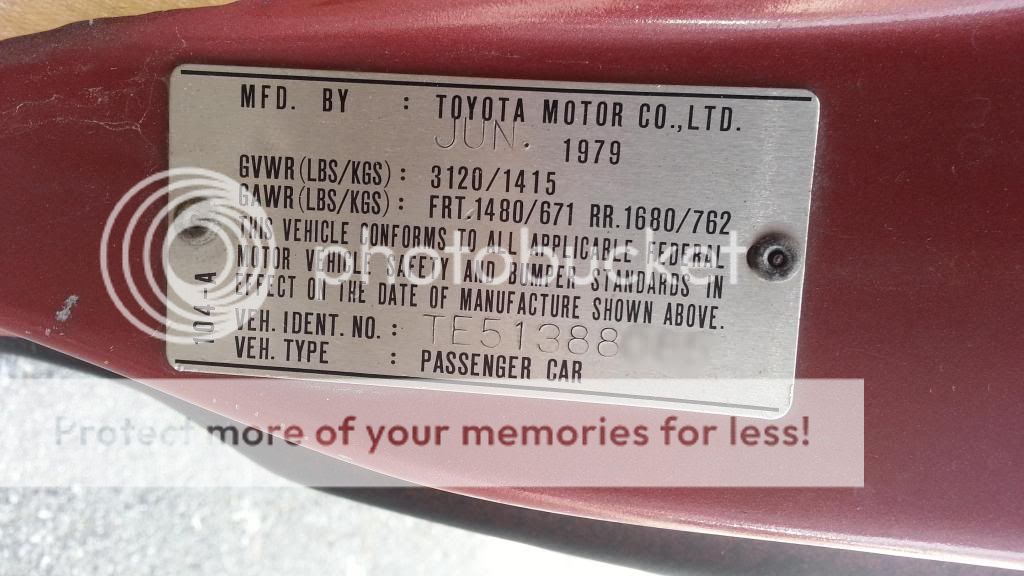 MFD. BY : TOYOTA MOTOR CO.,LTD.
JUN. 1979
GVWR(LBS/KGS): 3120/1415
GAWR(LBS/KGS): FRT.1480/671 RR.1680/762
THIS VEHICLE CONFORMS TO ALL APPLICABLE FEDERAL
MOTOR VEHICLE SAFETY AND BUMPER STANDARDS IN
EFFECT ON THE DATE OF MANUFACTURE SHOWN ABOVE.
VEH. IDENT. NO.: TE51388
VEH. TYPE : PASSENGER CAR
104-A
photobucket
Protect more of your memories for less!